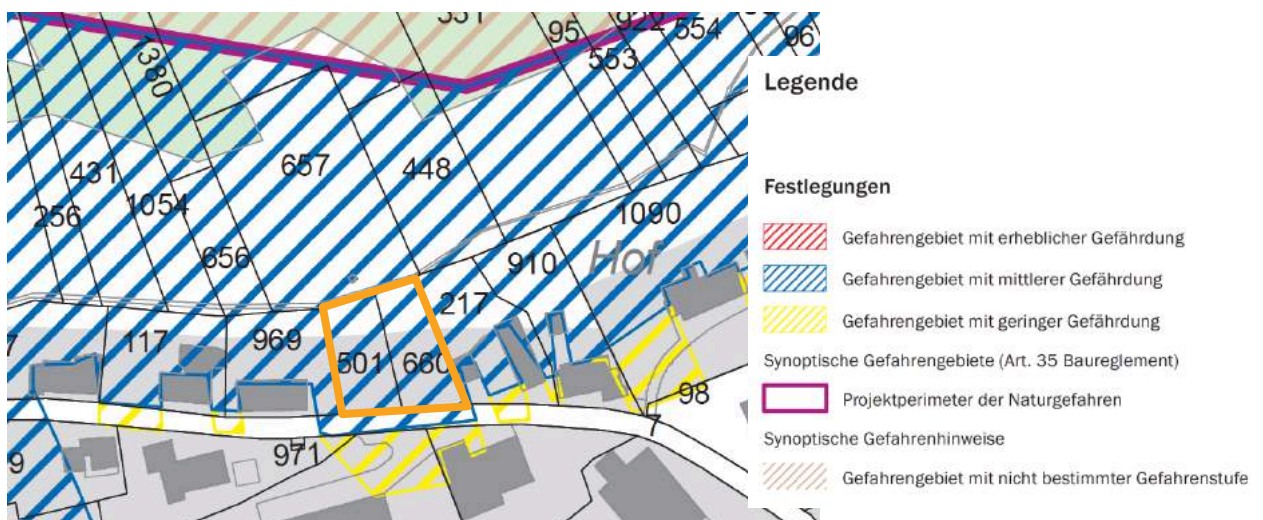 551
95
922
554
96
553
1380
657
448
431
256
1054
1090
656
Hof
910
217
117
969
501
660
98
7
971
9
Legende
Festlegungen
Gefahrengebiet mit erheblicher Gefährdung
Gefahrengebiet mit mittlerer Gefährdung
Gefahrengebiet mit geringer Gefährdung
Synoptische Gefahrengebiete (Art. 35 Baureglement)
Projektperimeter der Naturgefahren
Synoptische Gefahrenhinweise
Gefahrengebiet mit nicht bestimmter Gefahrenstufe